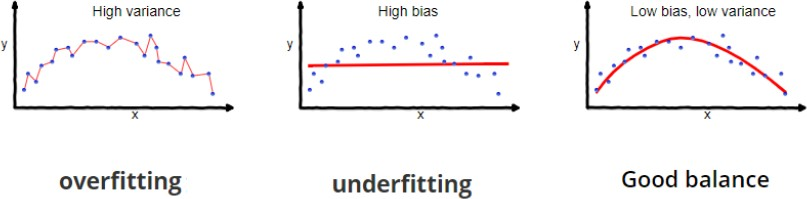 High variance
y
x
overfitting
High bias
y
x
underfitting
Low bias, low variance
y
x
Good balance